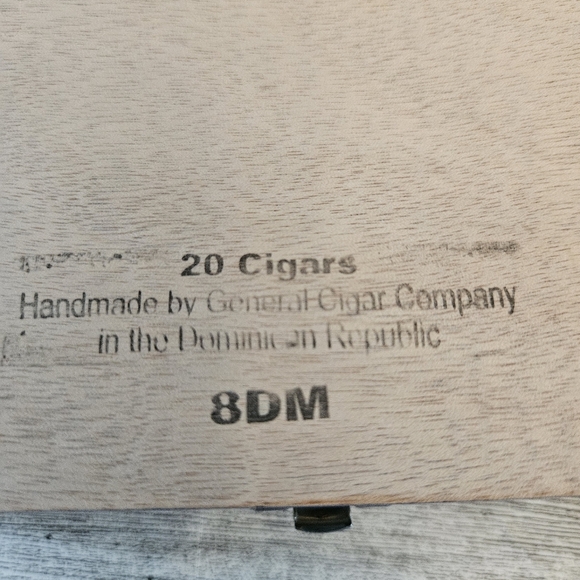 20 Cigars
Handmade by General Cigar Company
in the Dominican Republic
8DM